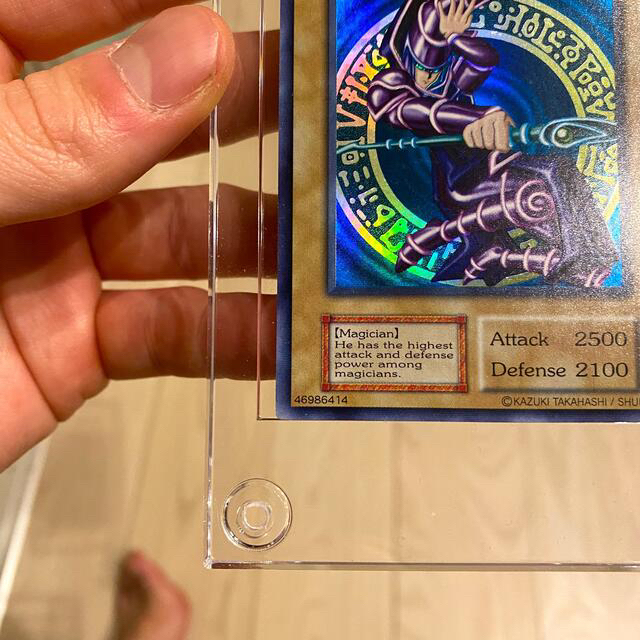 【Magician】
He has the highest
attack and defense
power among
magicians.
Attack 2500
Defense 2100
46986414
©KAZUKI TAKAHASHI / SHU